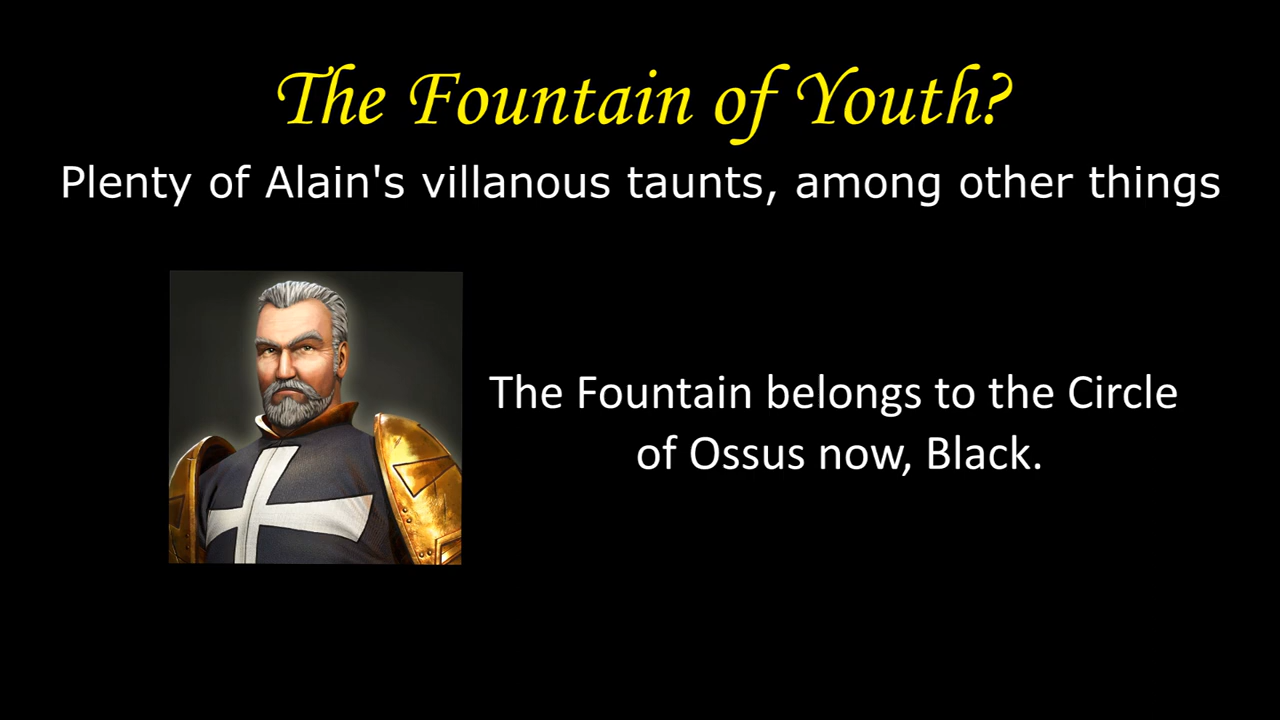 The Fountain of Youth?
Plenty of Alain's villanous taunts, among other things
The Fountain belongs to the Circle
of Ossus now, Black.